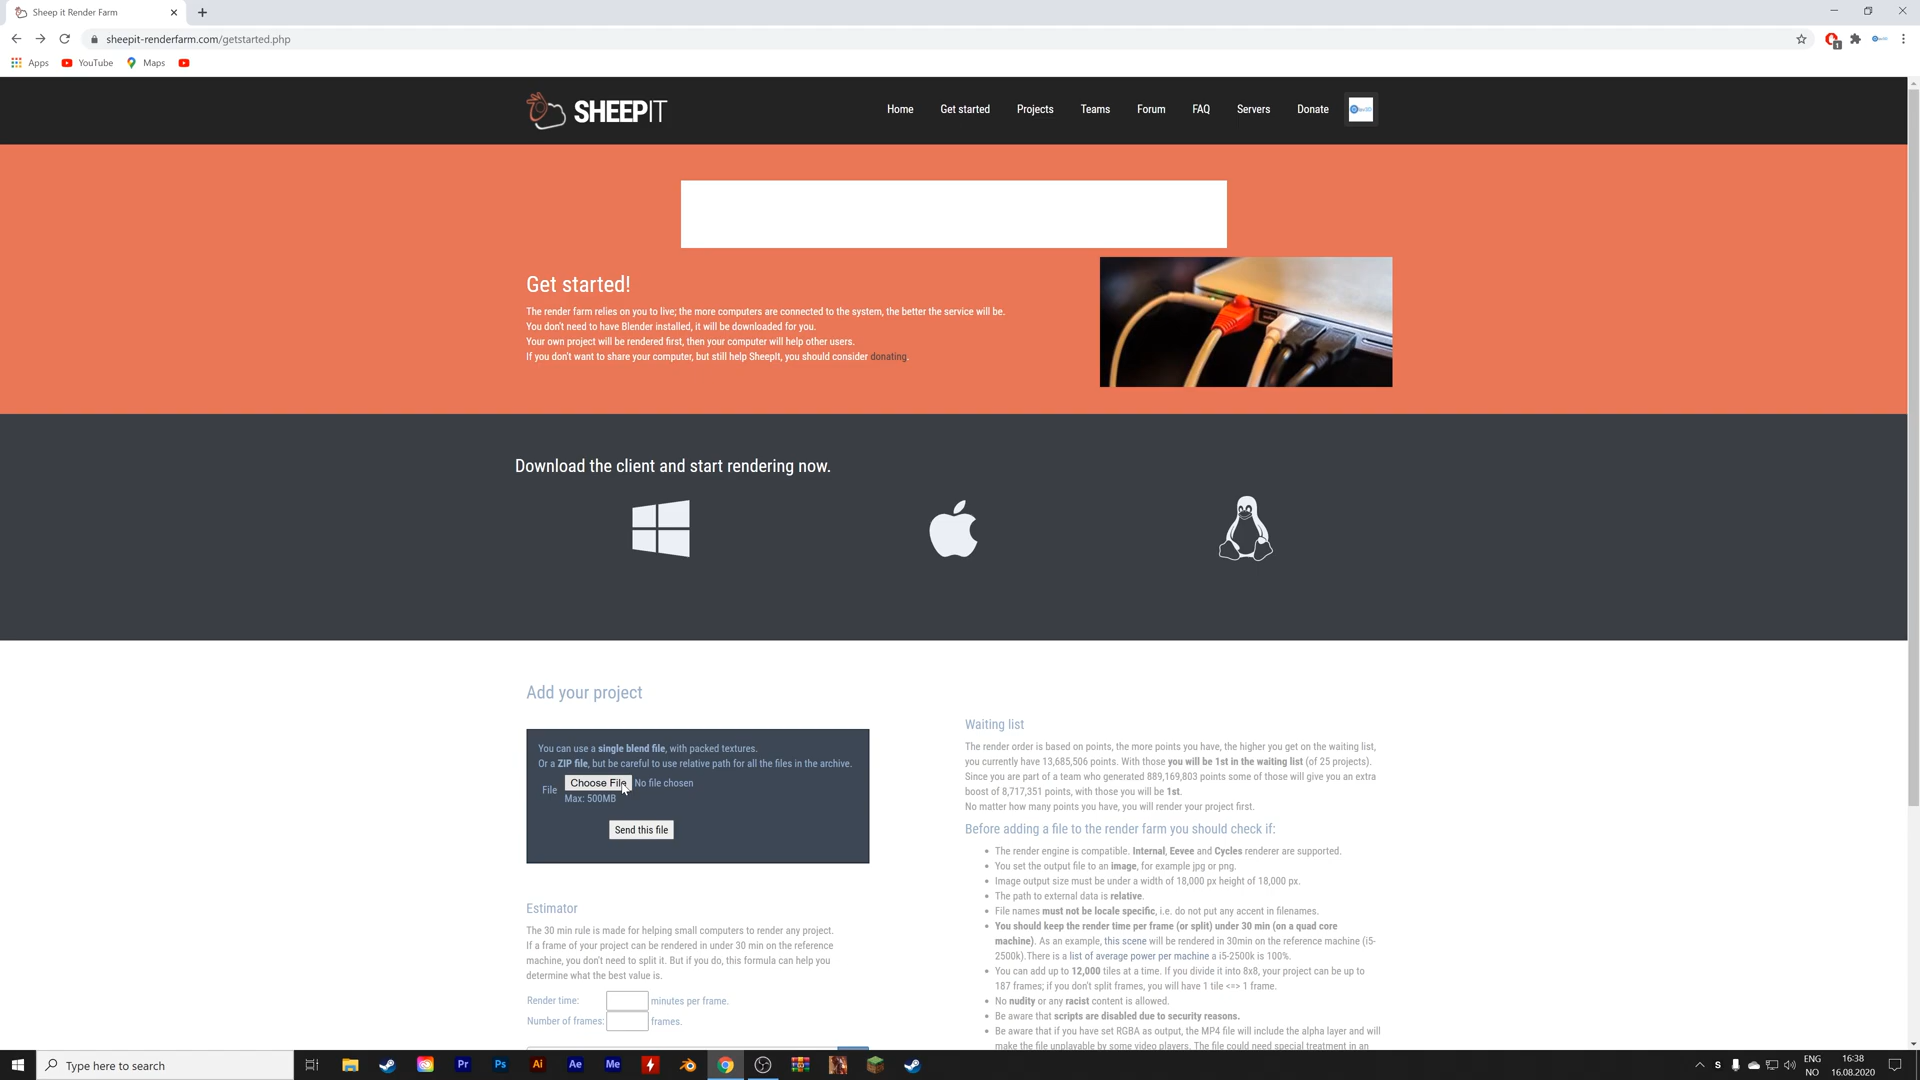 Sheep it Render Farm
sheepit-renderfarm.com/getstarted.php
1
Apps YouTube Maps
SHEEPIT
Home Get started Projects Teams Forum FAQ Servers Donate
Get started!
The render farm relies on you to live; the more computers are connected to the system, the better the service will be.
You don't need to have Blender installed, it will be downloaded for you.
Your own project will be rendered first, then your computer will help other users.
If you don't want to share your computer, but still help SheepIt, you should consider donating.
Download the client and start rendering now.
Add your project
You can use a single blend file, with packed textures.
Or a ZIP file, but be careful to use relative path for all the files in the archive.
File Choose File No file chosen
Max: 500MB
Send this file
Estimator
The 30 min rule is made for helping small computers to render any project.
If a frame of your project can be rendered in under 30 min on the reference
machine, you don't need to split it. But if you do, this formula can help you
determine what the best value is.
Render time: minutes per frame.
Number of frames: frames.
Waiting list
The render order is based on points, the more points you have, the higher you get on the waiting list,
you currently have 13,685,506 points. With those you will be 1st in the waiting list (of 25 projects).
Since you are part of a team who generated 889,169,803 points some of those will give you an extra
boost of 8,717,351 points, with those you will be 1st.
No matter how many points you have, you will render your project first.
Before adding a file to the render farm you should check if:
• The render engine is compatible. Internal, Eevee and Cycles renderer are supported.
• You set the output file to an image, for example jpg or png.
• Image output size must be under a width of 18,000 px height of 18,000 px.
• The path to external data is relative.
• File names must not be locale specific, i.e. do not put any accent in filenames.
• You should keep the render time per frame (or split) under 30 min (on a quad core
machine). As an example, this scene will be rendered in 30min on the reference machine (i5-
2500k).There is a list of average power per machine a i5-2500k is 100%.
• You can add up to 12,000 tiles at a time. If you divide it into 8x8, your project can be up to
187 frames; if you don't split frames, you will have 1 tile <=> 1 frame.
• No nudity or any racist content is allowed.
• Be aware that scripts are disabled due to security reasons.
• Be aware that if you have set RGBA as output, the MP4 file will include the alpha layer and will
make the file unplayable by some video players. The file could need special treatment in an
Type here to search
Pr Ps Ai Ae Me
S
ENG
NO
16:38
16.08.2020